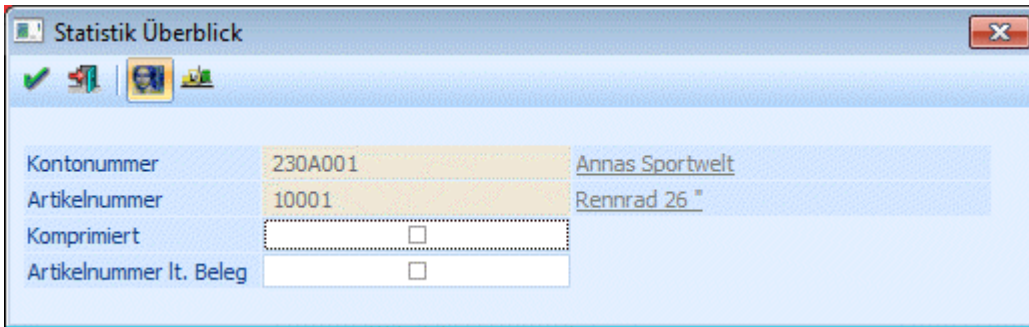 Statistik Überblick
Kontonummer 230A001 Annas Sportwelt
Artikelnummer 10001 Rennrad 26 "
Komprimiert
Artikelnummer lt. Beleg